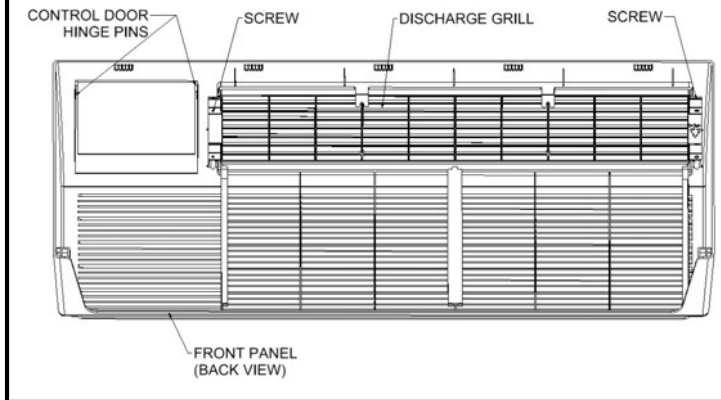 CONTROL DOOR
HINGE PINS
SCREW
DISCHARGE GRILL
SCREW
FRONT PANEL
(BACK VIEW)